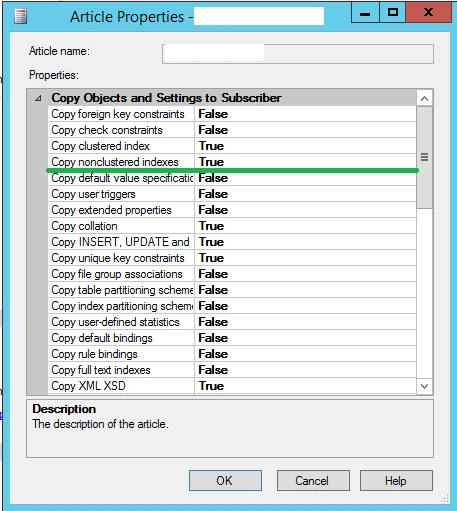 Article Properties -
Article name:
Properties:
Copy Objects and Settings to Subscriber
Copy foreign key constraints False
Copy check constraints False
Copy clustered index True
Copy nonclustered indexes True
Copy default value specificatic False
Copy user triggers False
Copy extended properties False
Copy collation True
Copy INSERT, UPDATE and True
Copy unique key constraints True
Copy file group associations False
Copy table partitioning scheme False
Copy index partitioning schem False
Copy user-defined statistics False
Copy default bindings False
Copy rule bindings False
Copy full text indexes False
Copy XML XSD True
Description
The description of the article.
OK Cancel Help